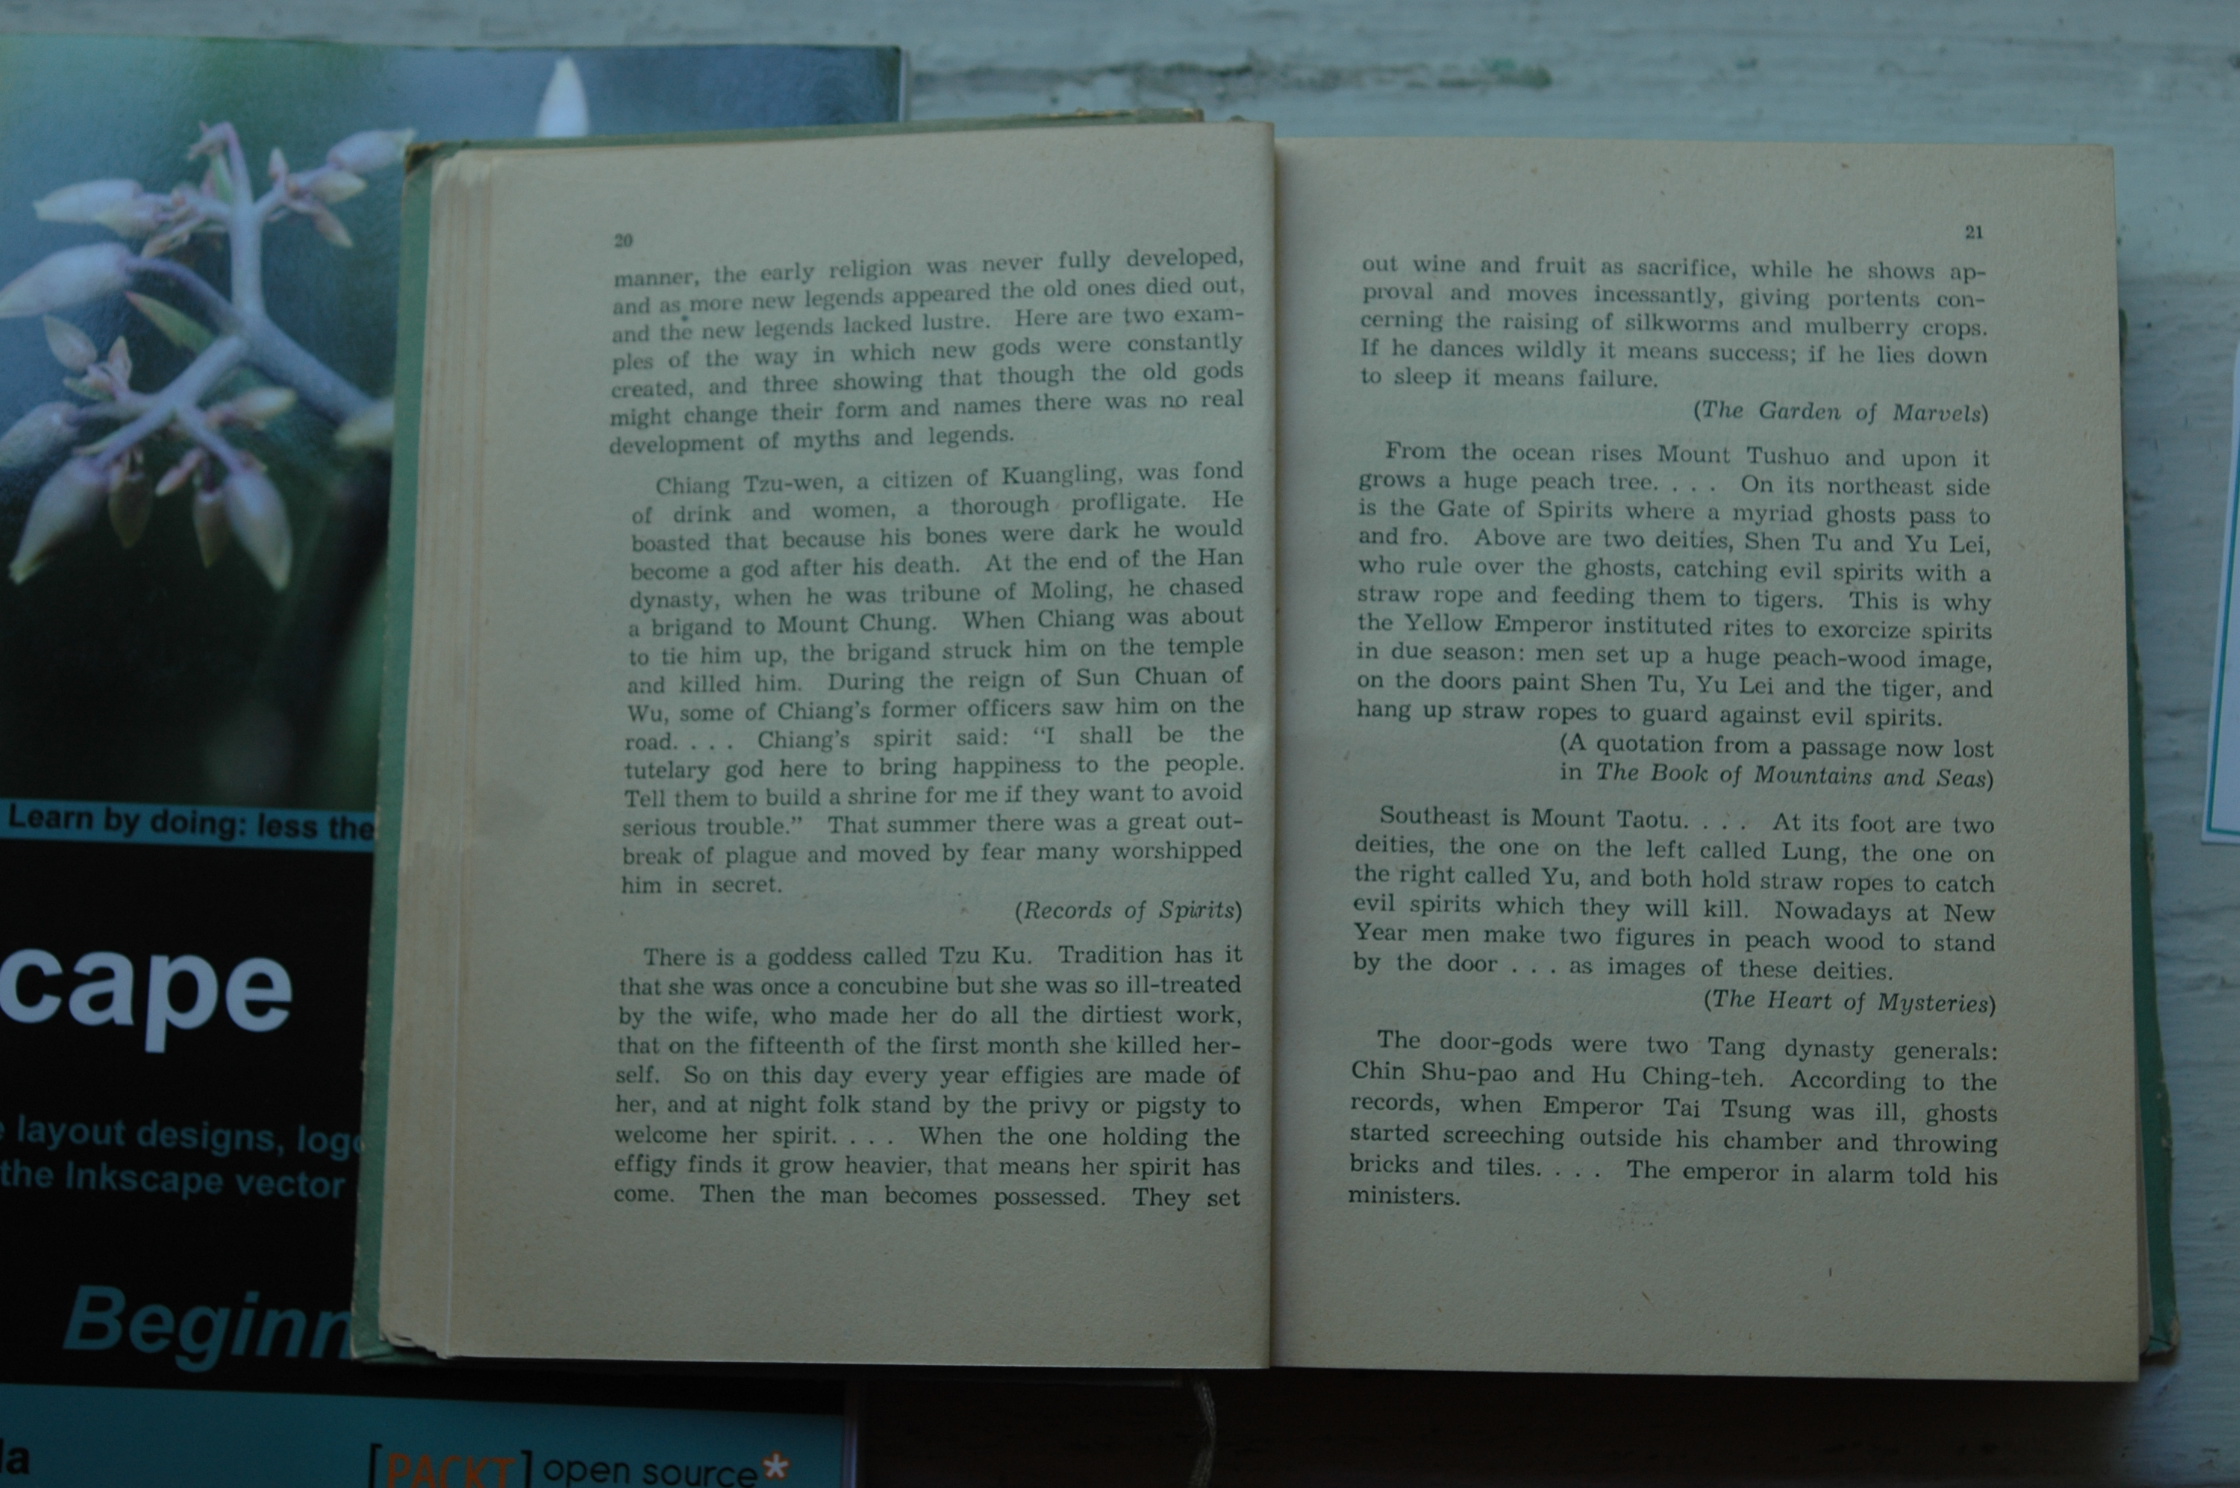 20
manner, the early religion was never fully developed,
and as more new legends appeared the old ones died out,
and the new legends lacked lustre. Here are two exam-
ples of the way in which new gods were constantly
created, and three showing that though the old gods
might change their form and names there was no real
development of myths and legends.
Chiang Tzu-wen, a citizen of Kuangling, was fond
of drink and women, a thorough profligate. He
boasted that because his bones were dark he would
become a god after his death. At the end of the Han
dynasty, when he was tribune of Moling, he chased
a brigand to Mount Chung. When Chiang was about
to tie him up, the brigand struck him on the temple
and killed him. During the reign of Sun Chuan of
Wu, some of Chiang's former officers saw him on the
road. . . . Chiang's spirit said: "I shall be the
tutelary god here to bring happiness to the people.
Tell them to build a shrine for me if they want to avoid
serious trouble." That summer there was a great out-
break of plague and moved by fear many worshipped
him in secret.
(Records of Spirits)
There is a goddess called Tzu Ku. Tradition has it
that she was once a concubine but she was so ill-treated
by the wife, who made her do all the dirtiest work,
that on the fifteenth of the first month she killed her-
self. So on this day every year effigies are made of
her, and at night folk stand by the privy or pigsty to
welcome her spirit. . . . When the one holding the
effigy finds it grow heavier, that means her spirit has
come. Then the man becomes possessed. They set
21
out wine and fruit as sacrifice, while he shows ap-
proval and moves incessantly, giving portents con-
cerning the raising of silkworms and mulberry crops.
If he dances wildly it means success; if he lies down
to sleep it means failure.
(The Garden of Marvels)
From the ocean rises Mount Tushuo and upon it
grows a huge peach tree. . . . On its northeast side
is the Gate of Spirits where a myriad ghosts pass to
and fro. Above are two deities, Shen Tu and Yu Lei,
who rule over the ghosts, catching evil spirits with a
straw rope and feeding them to tigers. This is why
the Yellow Emperor instituted rites to exorcize spirits
in due season: men set up a huge peach-wood image,
on the doors paint Shen Tu, Yu Lei and the tiger, and
hang up straw ropes to guard against evil spirits.
(A quotation from a passage now lost
in The Book of Mountains and Seas)
Southeast is Mount Taotu. . . . At its foot are two
deities, the one on the left called Lung, the one on
the right called Yu, and both hold straw ropes to catch
evil spirits which they will kill. Nowadays at New
Year men make two figures in peach wood to stand
by the door . . . as images of these deities.
(The Heart of Mysteries)
The door-gods were two Tang dynasty generals:
Chin Shu-pao and Hu Ching-teh. According to the
records, when Emperor Tai Tsung was ill, ghosts
started screeching outside his chamber and throwing
bricks and tiles. . . . The emperor in alarm told his
ministers.
Learn by doing: less the
cape
layout designs, logo
the Inkscape vector
Beginn
la
[PACKT] open source*